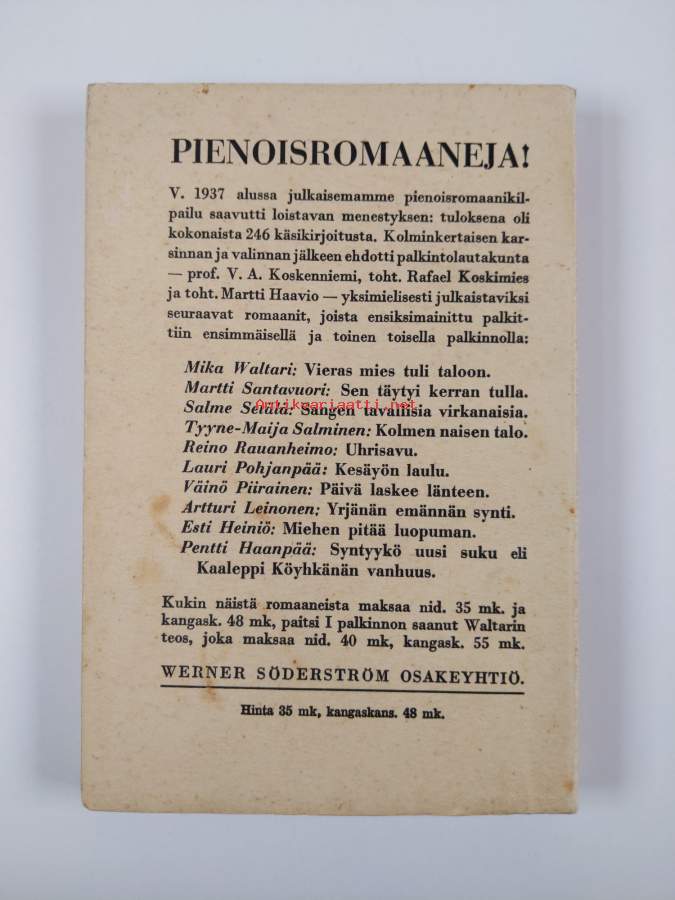 PIENOISROMAANEJA!
V. 1937 alussa julkaisemamme pienoisromaanikil-
pailu saavutti loistavan menestyksen: tuloksena oli
kokonaista 246 käsikirjoitusta. Kolminkertaisen kar-
sinnan ja valinnan jälkeen ehdotti palkintolautakunta
— prof. V. A. Koskenniemi, toht. Rafael Koskimies
ja toht. Martti Haavio — yksimielisesti julkaistaviksi
seuraavat romaanit, joista ensiksimainittu palkit-
tiin ensimmäisellä ja toinen toisella palkinnolla:
Mika Waltari: Vieras mies tuli taloon.
Martti Santavuori: Sen täytyi kerran tulla.
Antikvariaatti.net
Salme Setälä: Sangen tavallisia virkanaisia.
Tyyne-Maija Salminen: Kolmen naisen talo.
Reino Rauanheimo: Uhrisavu.
Lauri Pohjanpää: Kesäyön laulu.
Väinö Piirainen: Päivä laskee länteen.
Artturi Leinonen: Yrjänän emännän synti.
Esti Heiniö: Miehen pitää luopuman.
Pentti Haanpää: Syntyykö uusi suku eli
Kaaleppi Köyhkänän vanhuus.
Kukin näistä romaaneista maksaa nid. 35 mk. ja
kangask. 48 mk, paitsi I palkinnon saanut Waltarin
teos, joka maksaa nid. 40 mk, kangask. 55 mk.
WERNER SÖDERSTRÖM OSAKEYHTIÖ.
Hinta 35 mk, kangaskans. 48 mk.